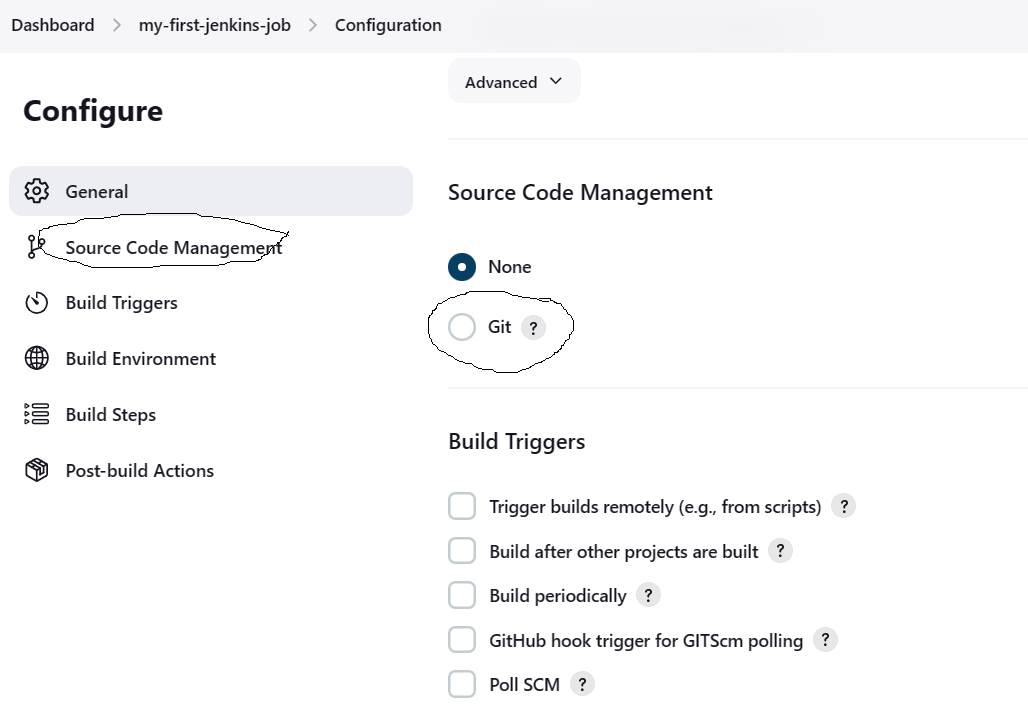 Dashboard > my-first-jenkins-job > Configuration
Configure
General
Source Code Management
Build Triggers
Build Environment
Build Steps
Post-build Actions
Advanced
Source Code Management
None
Git ?
Build Triggers
Trigger builds remotely (e.g., from scripts) ?
Build after other projects are built ?
Build periodically ?
GitHub hook trigger for GITScm polling ?
Poll SCM ?